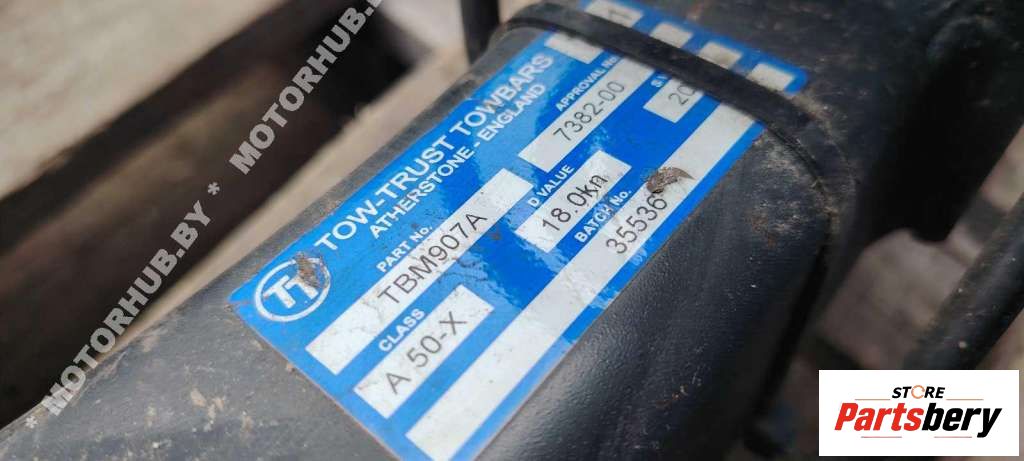 TOW-TRUST TOWBARS
ATHERSTONE - ENGLAND
PART No.
TBM907A
APPROVAL No
7382-00
CLASS
A 50-X
D VALUE
18.0kn
BATCH No.
35536
TT
MOTORHUB.BY * MOTORHUB.
STORE
Partsbery